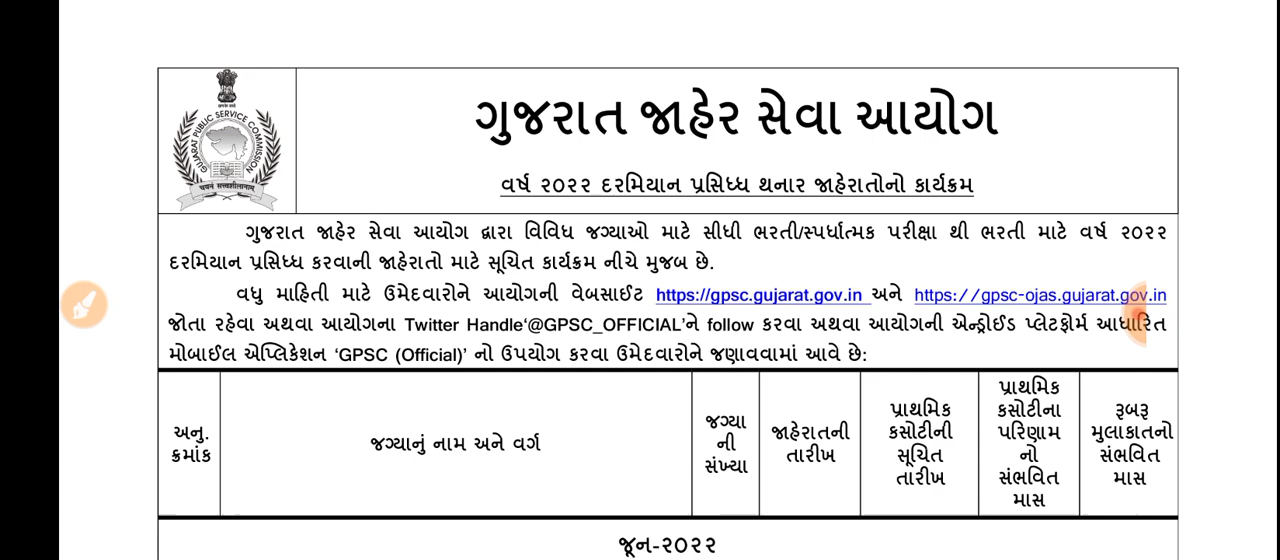 ગુજરાત જાહેર સેવા આયોગ
વર્ષ ૨૦૨૨ દરમિયાન પ્રસિધ્ધ થનાર જાહેરાતોનો કાર્યક્રમ
GUJARAT PUBLIC SERVICE COMMISSION
ગુજરાત જાહેર સેવા આયોગ દ્વારા વિવિધ જગ્યાઓ માટે સીધી ભરતી/સ્પર્ધાત્મક પરીક્ષા થી ભરતી માટે વર્ષ ૨૦૨૨
દરમિયાન પ્રસિધ્ધ કરવાની જાહેરાતો માટે સૂચિત કાર્યક્રમ નીચે મુજબ છે.
વધુ માહિતી માટે ઉમેદવારોને આયોગની વેબસાઈટ https://gpsc.gujarat.gov.in અને https://gpsc-ojas.gujarat.gov.in
જોતા રહેવા અથવા આયોગના Twitter Handle'@GPSC_OFFICIAL'ને follow કરવા અથવા આયોગની એન્ડ્રોઈડ પ્લેટફોર્મ આધારિત
મોબાઈલ એપ્લિકેશન 'GPSC (Official)' નો ઉપયોગ કરવા ઉમેદવારોને જણાવવામાં આવે છે:
અનુ.
ક્રમાંક
જગ્યાનું નામ અને વર્ગ
જગ્યા
ની
સંખ્યા
જાહેરાતની
તારીખ
પ્રાથમિક
કસોટીની
સૂચિત
તારીખ
પ્રાથમિક
કસોટીના
પરિણામ
નો
સંભવિત
માસ
રૂબરૂ
મુલાકાતનો
સંભવિત
માસ
જૂન-૨૦૨૨